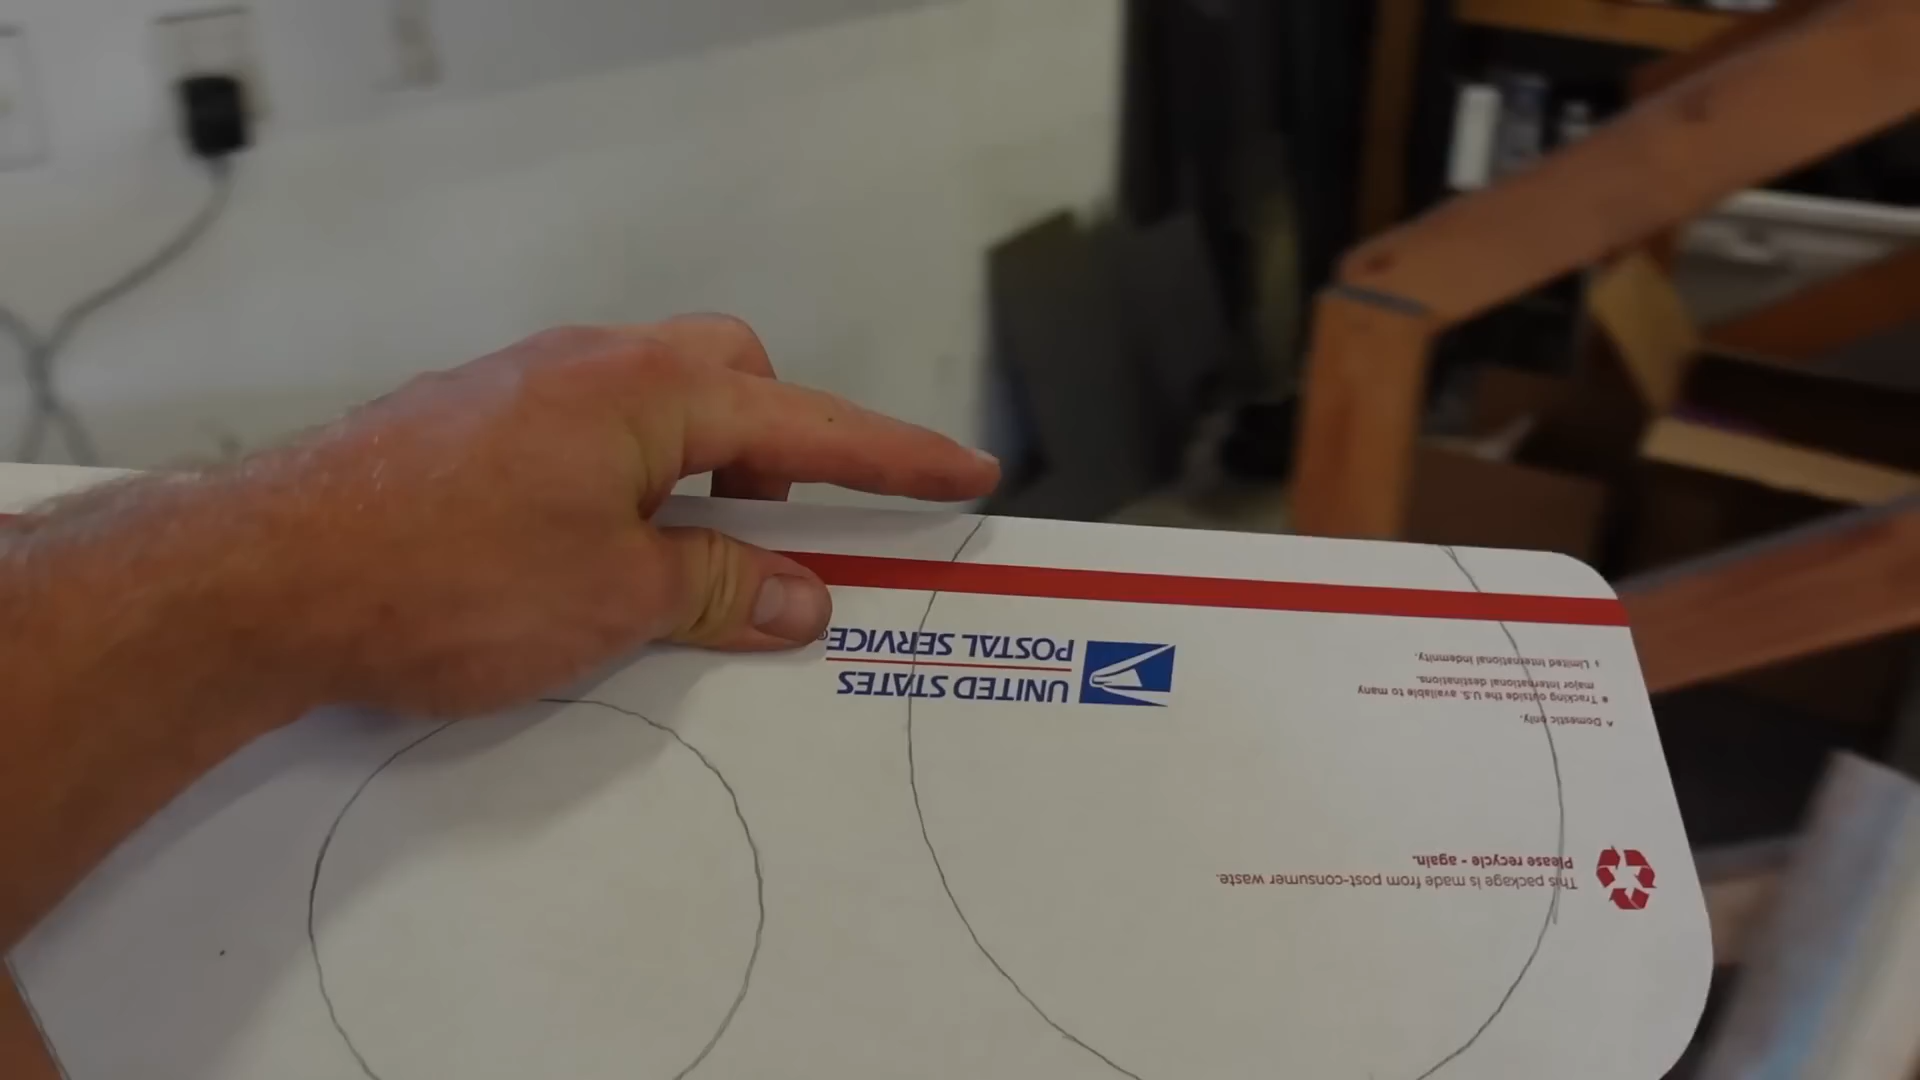 This package is made from post-consumer waste.
Please recycle - again.
^ Domestic only.
* Tracking outside the U.S. available to many
major international destinations.
‡ Limited international indemnity.
UNITED STATES
POSTAL SERVICE®